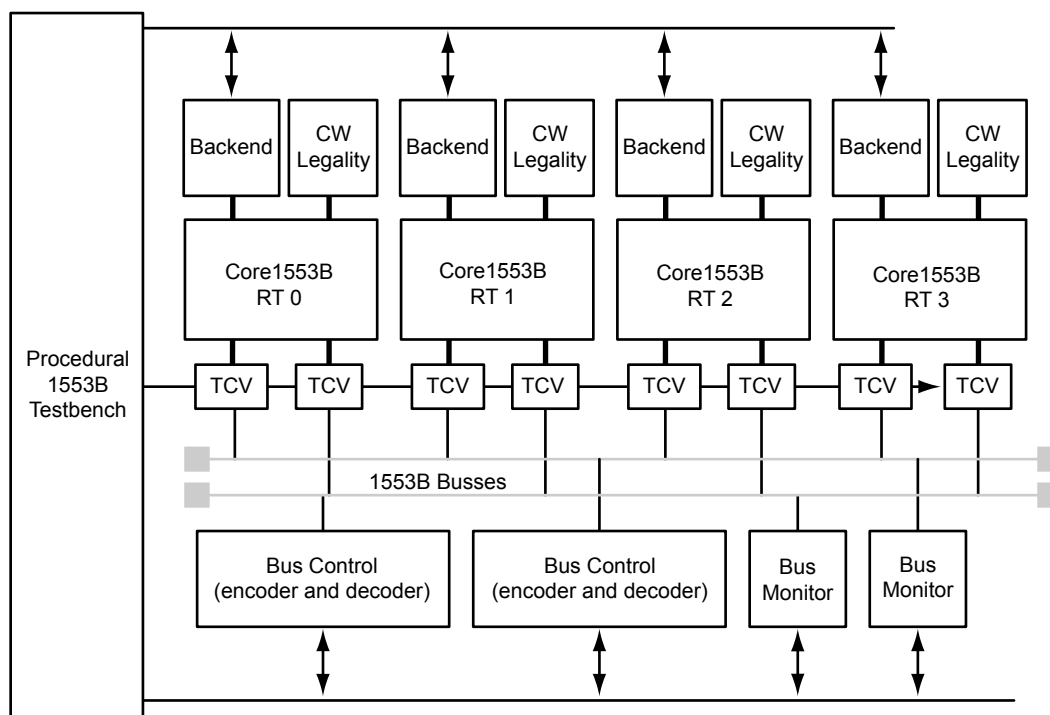 Backend
CW
Legality
Backend
CW
Legality
Backend
CW
Legality
Backend
CW
Legality
Core1553B
RT 0
Core1553B
RT 1
Core1553B
RT 2
Core1553B
RT 3
Procedural
1553B
Testbench
TCV
TCV
TCV
TCV
TCV
TCV
TCV
TCV
1553B Busses
Bus Control
(encoder and decoder)
Bus Control
(encoder and decoder)
Bus
Monitor
Bus
Monitor